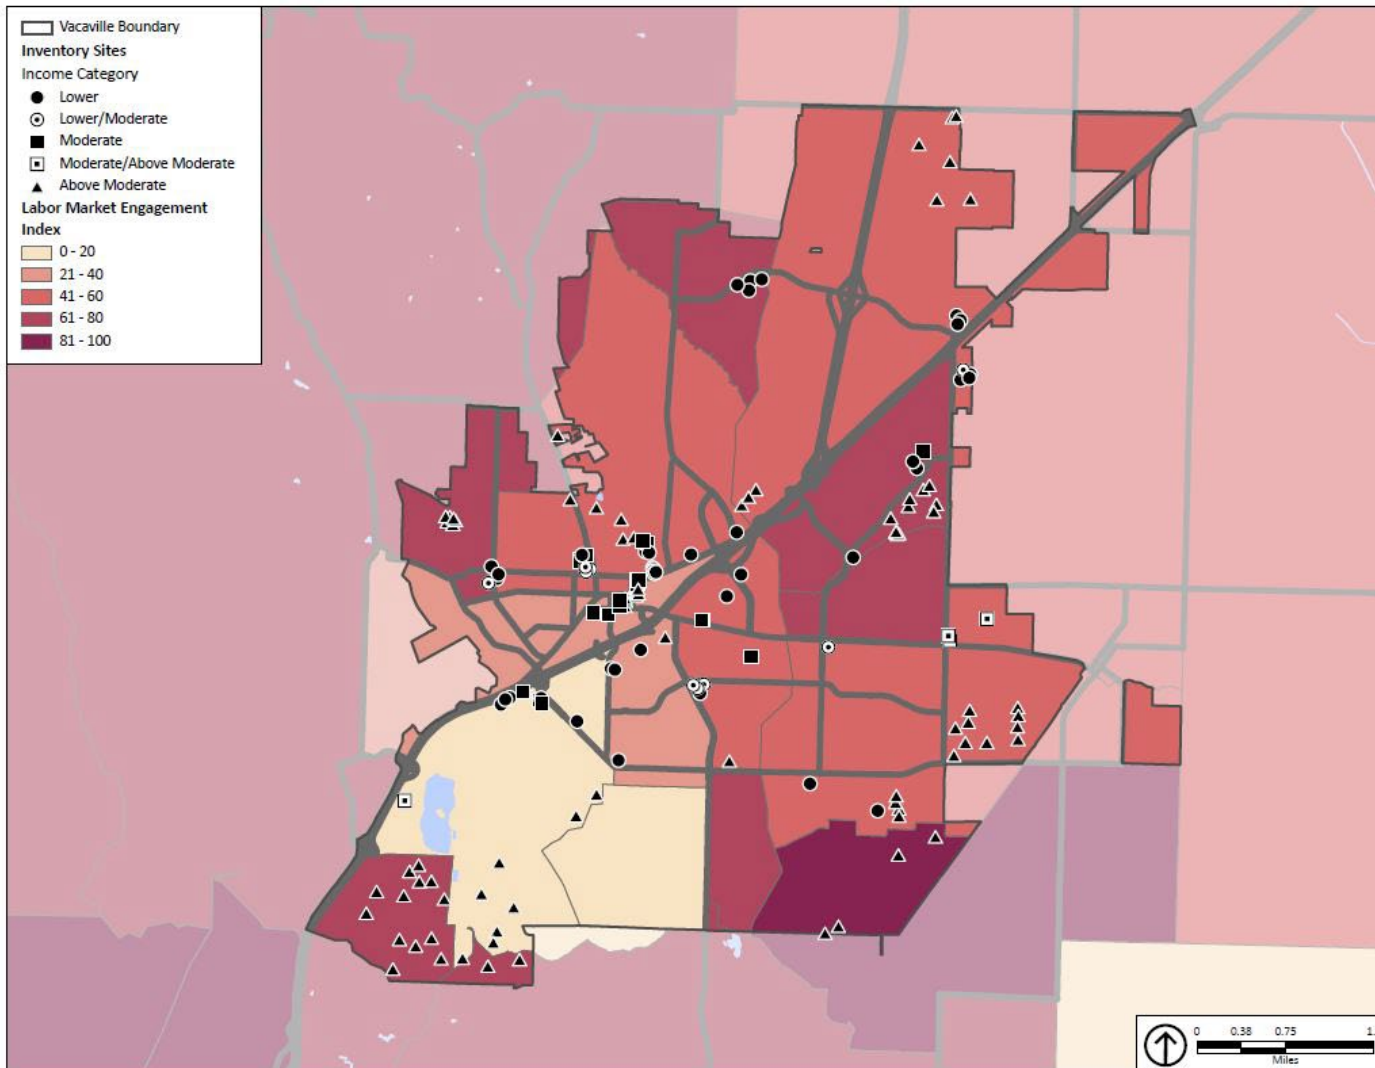 Vacaville Boundary
Inventory Sites
Income Category
Lower
Lower/Moderate
Moderate
Moderate/Above Moderate
Above Moderate
Labor Market Engagement
Index
0 - 20
21 - 40
41 - 60
61 - 80
81 - 100
0 0.38 0.75
Miles